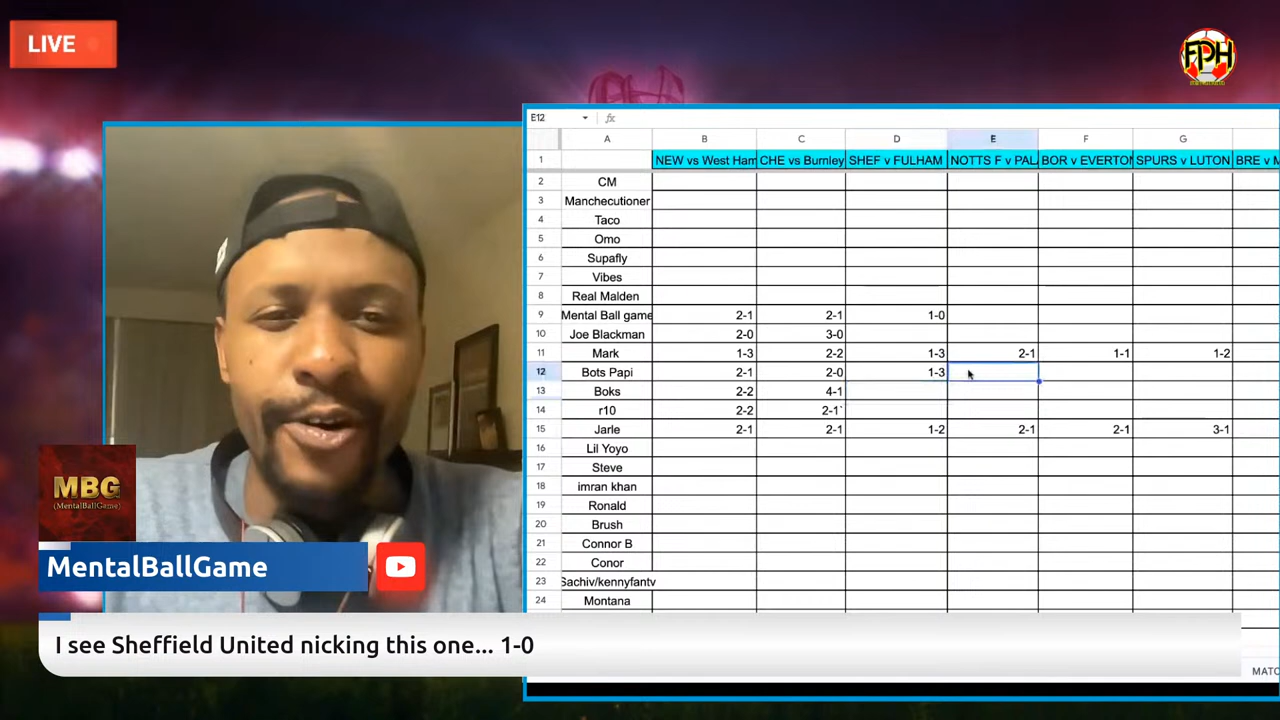 LIVE
FPH
E12 fx
A B C D E F G
1 NEW vs West Ham CHE vs Burnley SHEF v FULHAM NOTTS F v PAL BOR v EVERTON SPURS v LUTON BRE v M
2 CM
3 Manchecutioner
4 Taco
5 Omo
6 Supafly
7 Vibes
8 Real Malden
9 Mental Ball game 2-1 2-1 1-0
10 Joe Blackman 2-0 3-0
11 Mark 1-3 2-2 1-3 2-1 1-1 1-2
12 Bots Papi 2-1 2-0 1-3
13 Boks 2-2 4-1
14 r10 2-2 2-1`
15 Jarle 2-1 2-1 1-2 2-1 2-1 3-1
16 Lil Yoyo
17 Steve
18 imran khan
19 Ronald
20 Brush
21 Connor B
22 Conor
23 Sachiv/kennyfantv
24 Montana
MATC
MBG
(MentalBallGame)
MentalBallGame
I see Sheffield United nicking this one... 1-0